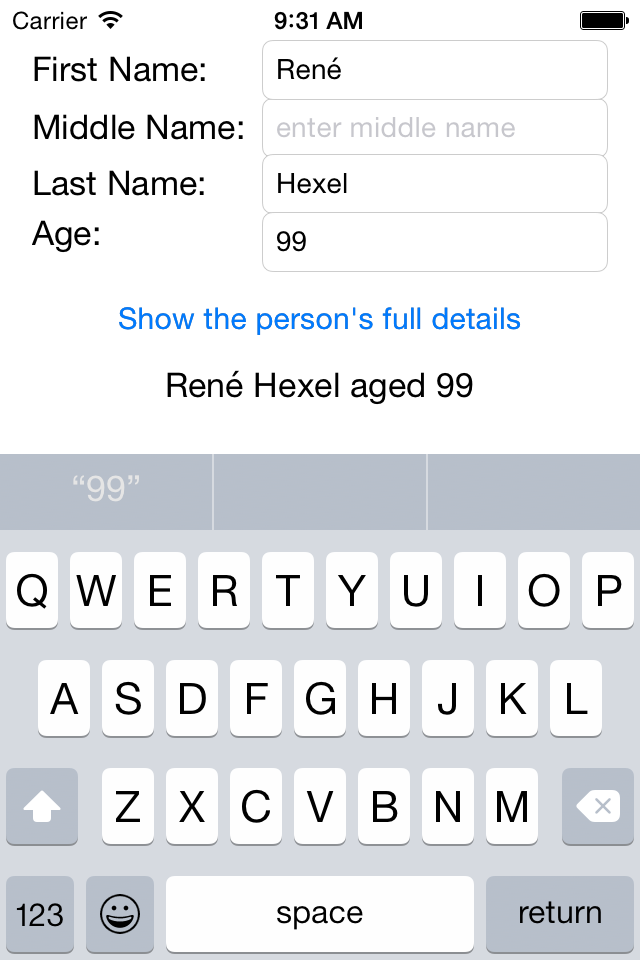 Carrier 9:31 AM
First Name: René
Middle Name: enter middle name
Last Name: Hexel
Age: 99
Show the person's full details
René Hexel aged 99
“99”
Q W E R T Y U I O P
A S D F G H J K L
Z X C V B N M
123 space return